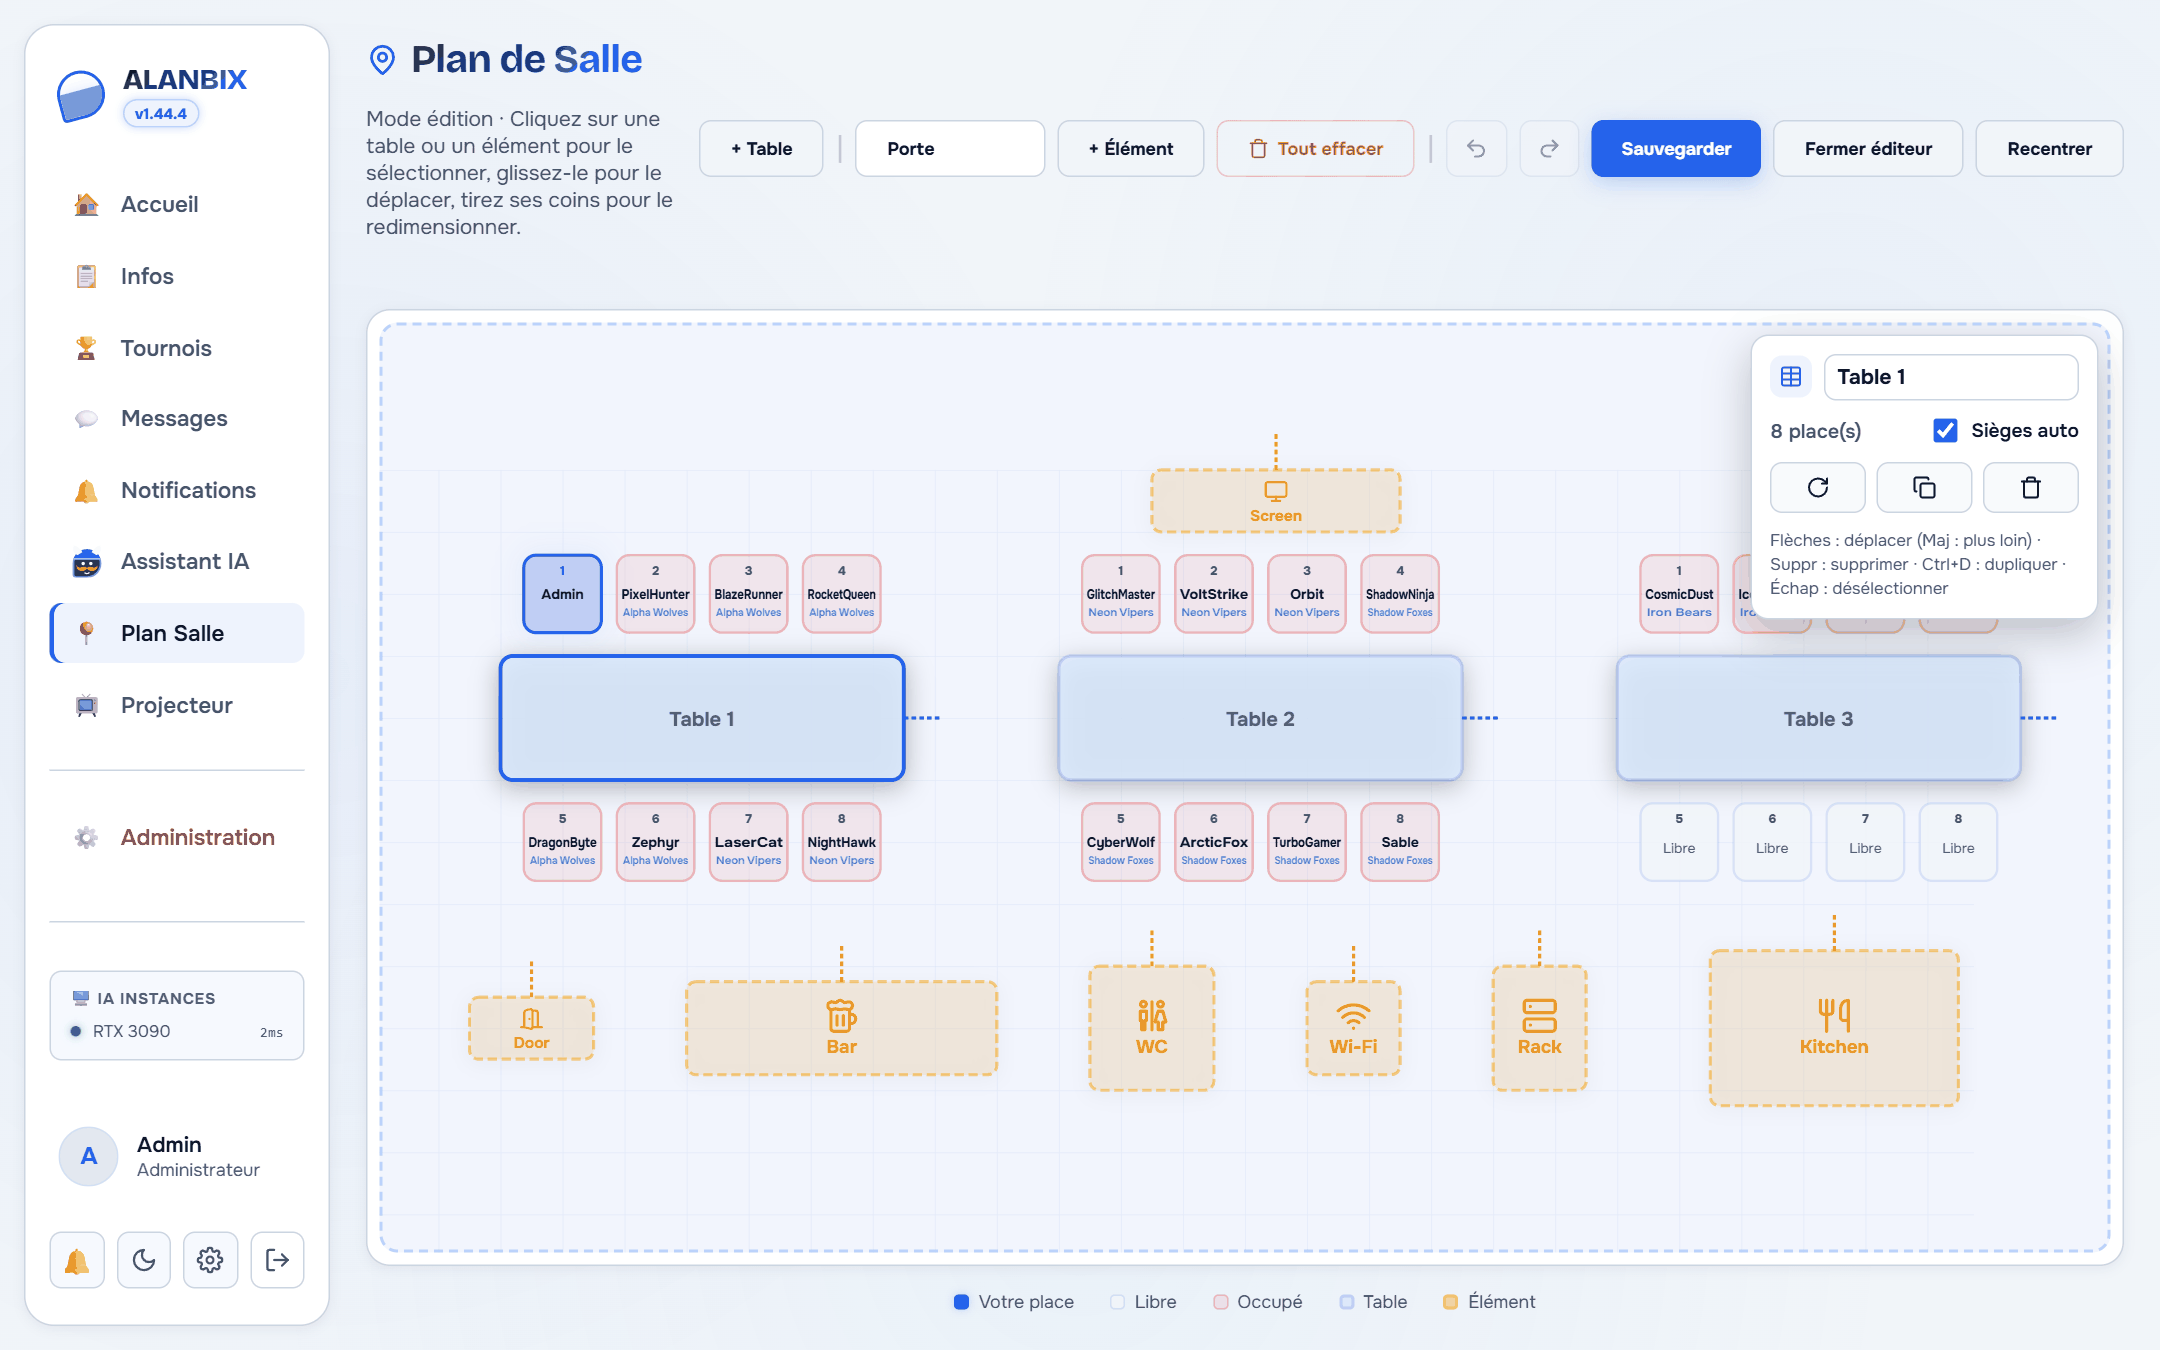 ALANBIX
v1.44.4
Accueil
Infos
Tournois
Messages
Notifications
Assistant IA
Plan Salle
Projecteur
Administration
IA INSTANCES
RTX 3090 2ms
A
Admin
Administrateur
Plan de Salle
Mode édition · Cliquez sur une
table ou un élément pour le
sélectionner, glissez-le pour le
déplacer, tirez ses coins pour le
redimensionner.
+ Table
Porte
+ Élément
Tout effacer
Sauvegarder
Fermer éditeur
Recentrer
Table 1
8 place(s)
Sièges auto
Flèches : déplacer (Maj : plus loin) ·
Suppr : supprimer · Ctrl+D : dupliquer ·
Échap : désélectionner
Screen
1
Admin
2
PixelHunter
Alpha Wolves
3
BlazeRunner
Alpha Wolves
4
RocketQueen
Alpha Wolves
Table 1
5
DragonByte
Alpha Wolves
6
Zephyr
Alpha Wolves
7
LaserCat
Neon Vipers
8
NightHawk
Neon Vipers
1
GlitchMaster
Neon Vipers
2
VoltStrike
Neon Vipers
3
Orbit
Neon Vipers
4
ShadowNinja
Shadow Foxes
Table 2
5
CyberWolf
Shadow Foxes
6
ArcticFox
Shadow Foxes
7
TurboGamer
Shadow Foxes
8
Sable
Shadow Foxes
1
CosmicDust
Iron Bears
Table 3
5
Libre
6
Libre
7
Libre
8
Libre
Door
Bar
WC
Wi-Fi
Rack
Kitchen
Votre place
Libre
Occupé
Table
Élément